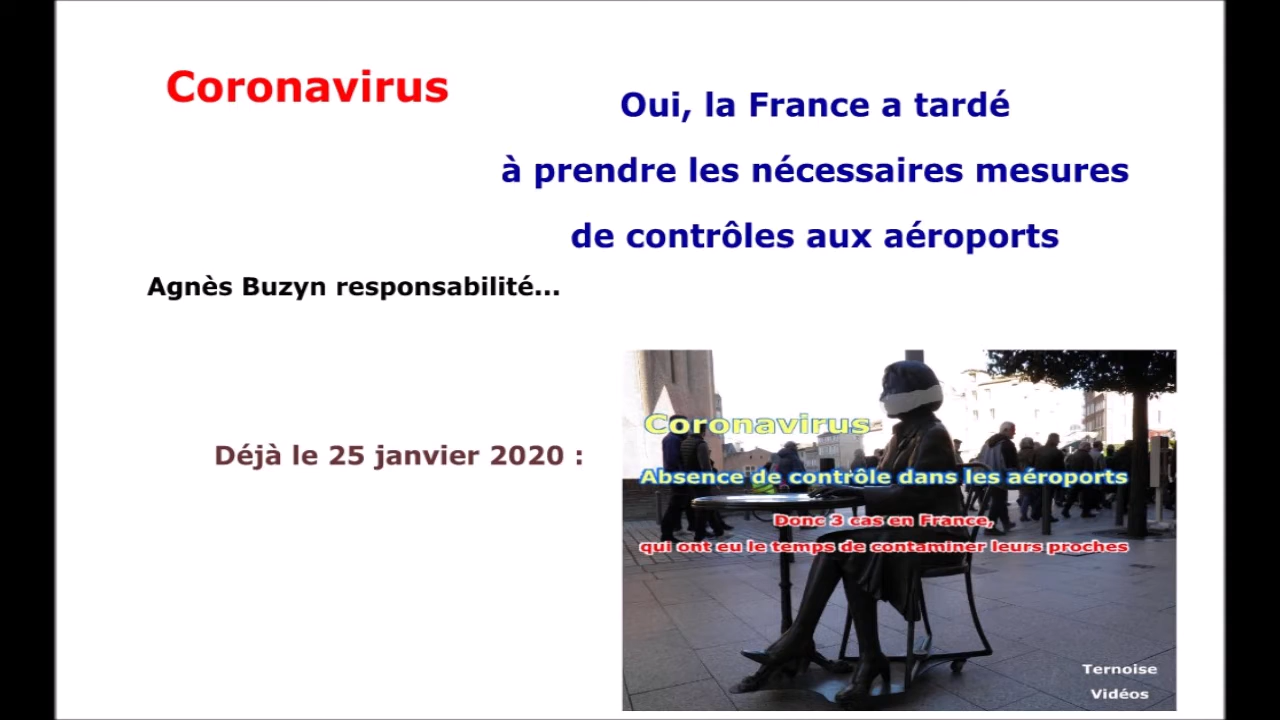 Coronavirus
Oui, la France a tardé
à prendre les nécessaires mesures
de contrôles aux aéroports
Agnès Buzyn responsabilité...
Déjà le 25 janvier 2020 :
Coronavirus
Absence de contrôle dans les aéroports
Donc 3 cas en France,
qui ont eu le temps de contaminer leurs proches
Ternoise
Vidéos